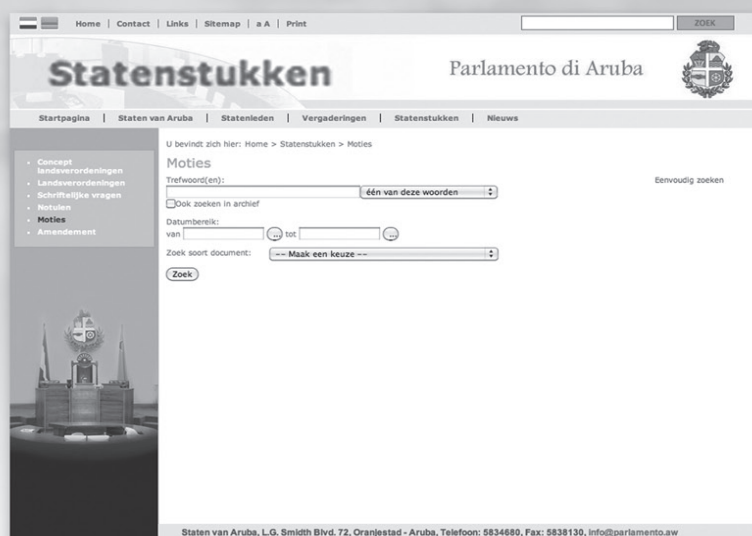 Home | Contact | Links | Sitemap | a A | Print
ZOEK
Statenstukken
Parlamento di Aruba
Startpagina | Staten van Aruba | Statenleden | Vergaderingen | Statenstukken | Nieuws
U bevindt zich hier: Home > Statenstukken > Moties
Concept
landsverordeningen
Landsverordeningen
Schriftelijke vragen
Notulen
Moties
Amendement
Moties
Trefwoord(en):
Eenvoudig zoeken
één van deze woorden
Ook zoeken in archief
Datumbereik:
van ... tot ...
Zoek soort document: -- Maak een keuze --
Zoek
Staten van Aruba, L.G. Smidth Blvd. 72, Oranjestad - Aruba, Telefoon: 5834680, Fax: 5838130, info@parlamento.aw